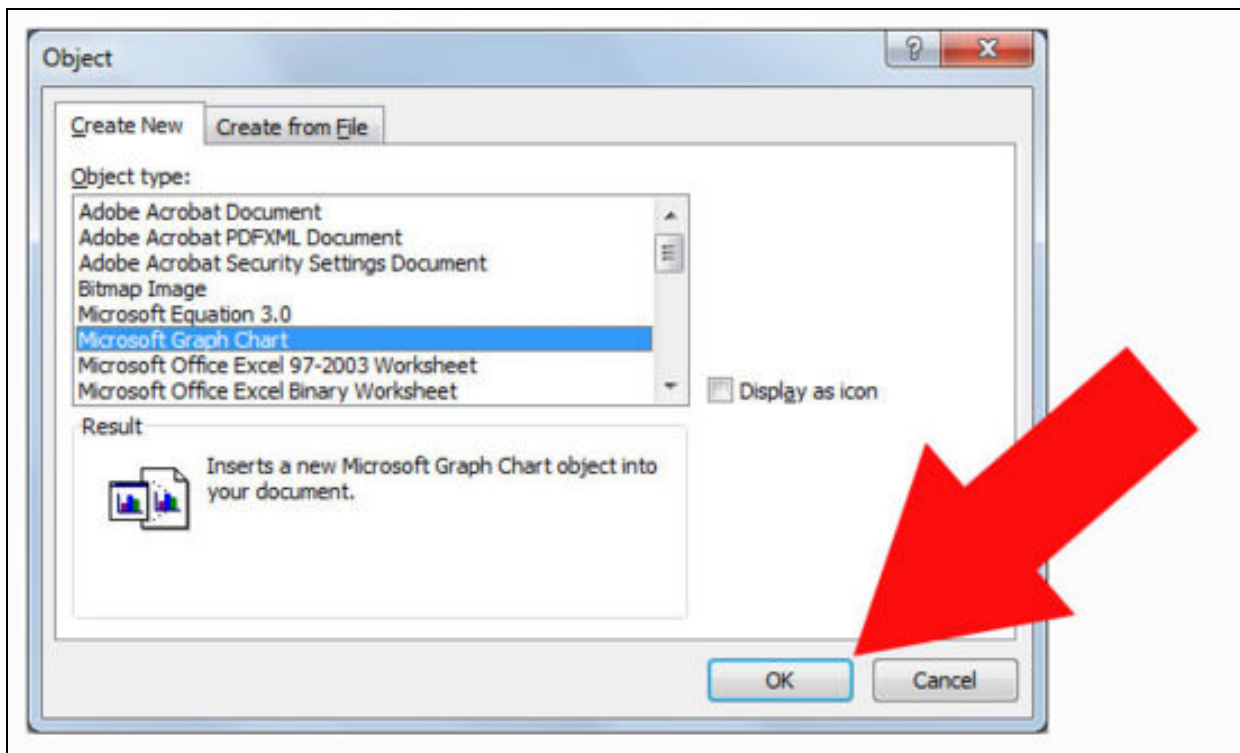 Object
Create New
Create from File
Object type:
Adobe Acrobat Document
Adobe Acrobat PDFXML Document
Adobe Acrobat Security Settings Document
Bitmap Image
Microsoft Equation 3.0
Microsoft Graph Chart
Microsoft Office Excel 97-2003 Worksheet
Microsoft Office Excel Binary Worksheet
Display as icon
Result
Inserts a new Microsoft Graph Chart object into
your document.
OK
Cancel